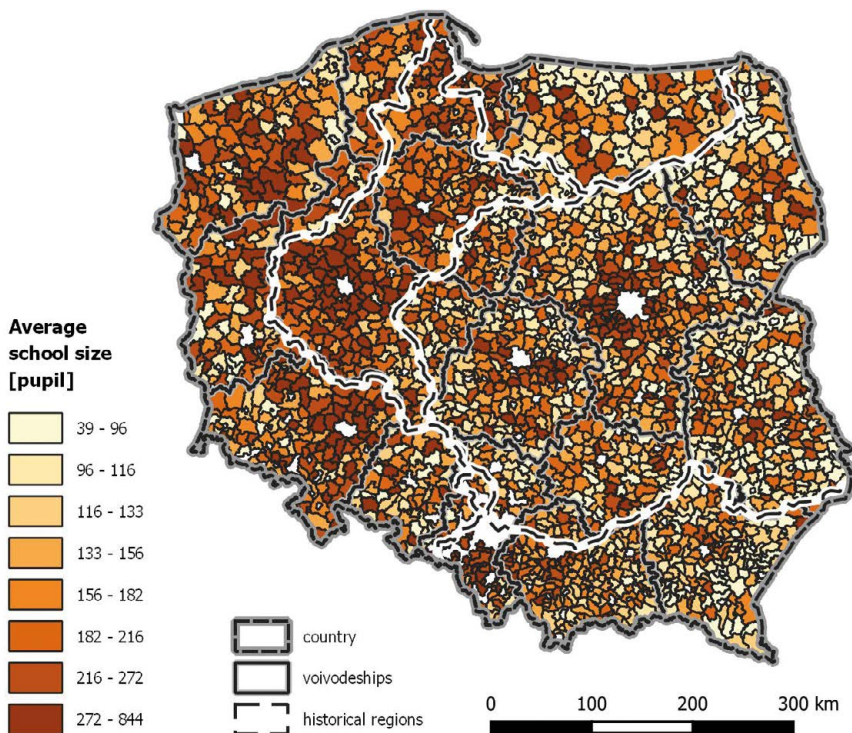 Average
school size
[pupil]
39 - 96
96 - 116
116 - 133
133 - 156
156 - 182
182 - 216
216 - 272
272 - 844
country
voivodeships
historical regions
0 100 200 300 km